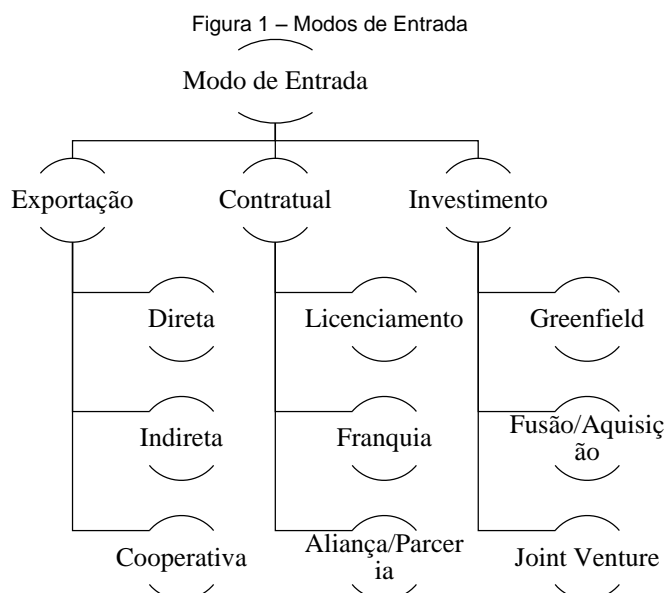 Figura 1 – Modos de Entrada
Modo de Entrada
Exportação
Contratual
Investimento
Direta
Licenciamento
Greenfield
Indireta
Franquia
Fusão/Aquisiç
ão
Cooperativa
Aliança/Parcer
ia
Joint Venture